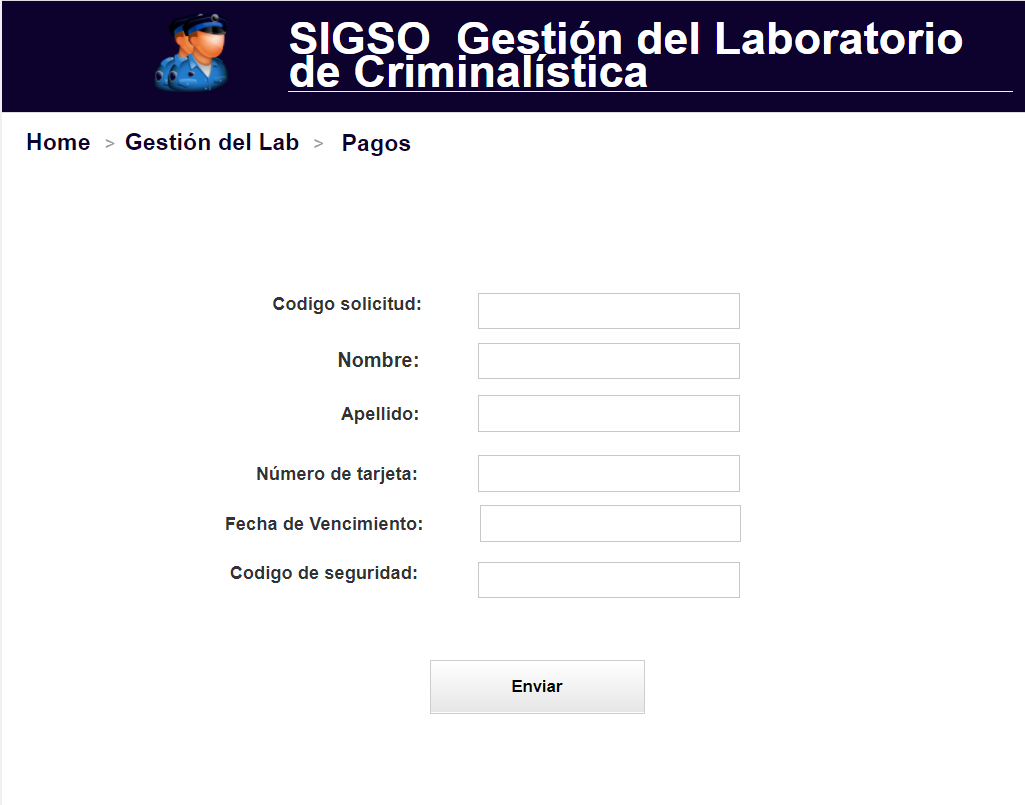 SIGSO  Gestión del Laboratorio
de Criminalística
Home > Gestión del Lab > Pagos
Codigo solicitud:
Nombre:
Apellido:
Número de tarjeta:
Fecha de Vencimiento:
Codigo de seguridad:
Enviar